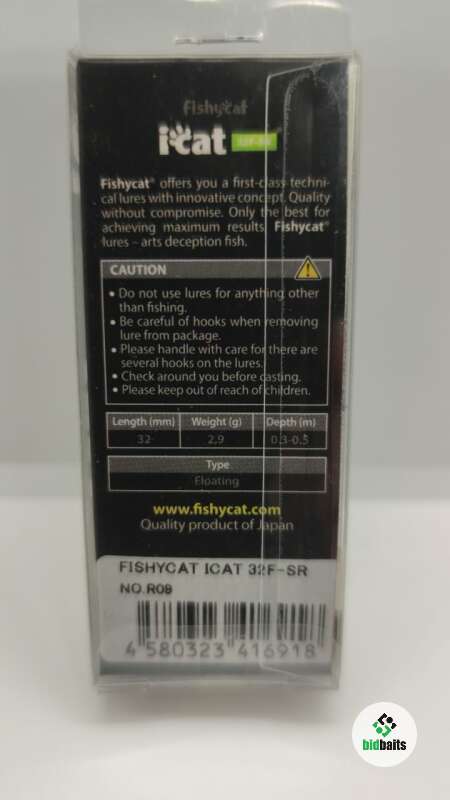 Fishycat
iCat 32F-SR
Fishycat® offers you a first-class techni-
cal lures with innovative concept. Quality
without compromise. Only the best for
achieving maximum results. Fishycat®
lures – arts deception fish.
CAUTION
• Do not use lures for anything other
than fishing.
• Be careful of hooks when removing
lure from package.
• Please handle with care for there are
several hooks on the lures.
• Check around you before casting.
• Please keep out of reach of children.
Length (mm) Weight (g) Depth (m)
32 2,9 0.3-0.5
Type
Floating
www.fishycat.com
Quality product of Japan
FISHYCAT ICAT 32F-SR
NO.R09
4 580323 416918
bidbaits